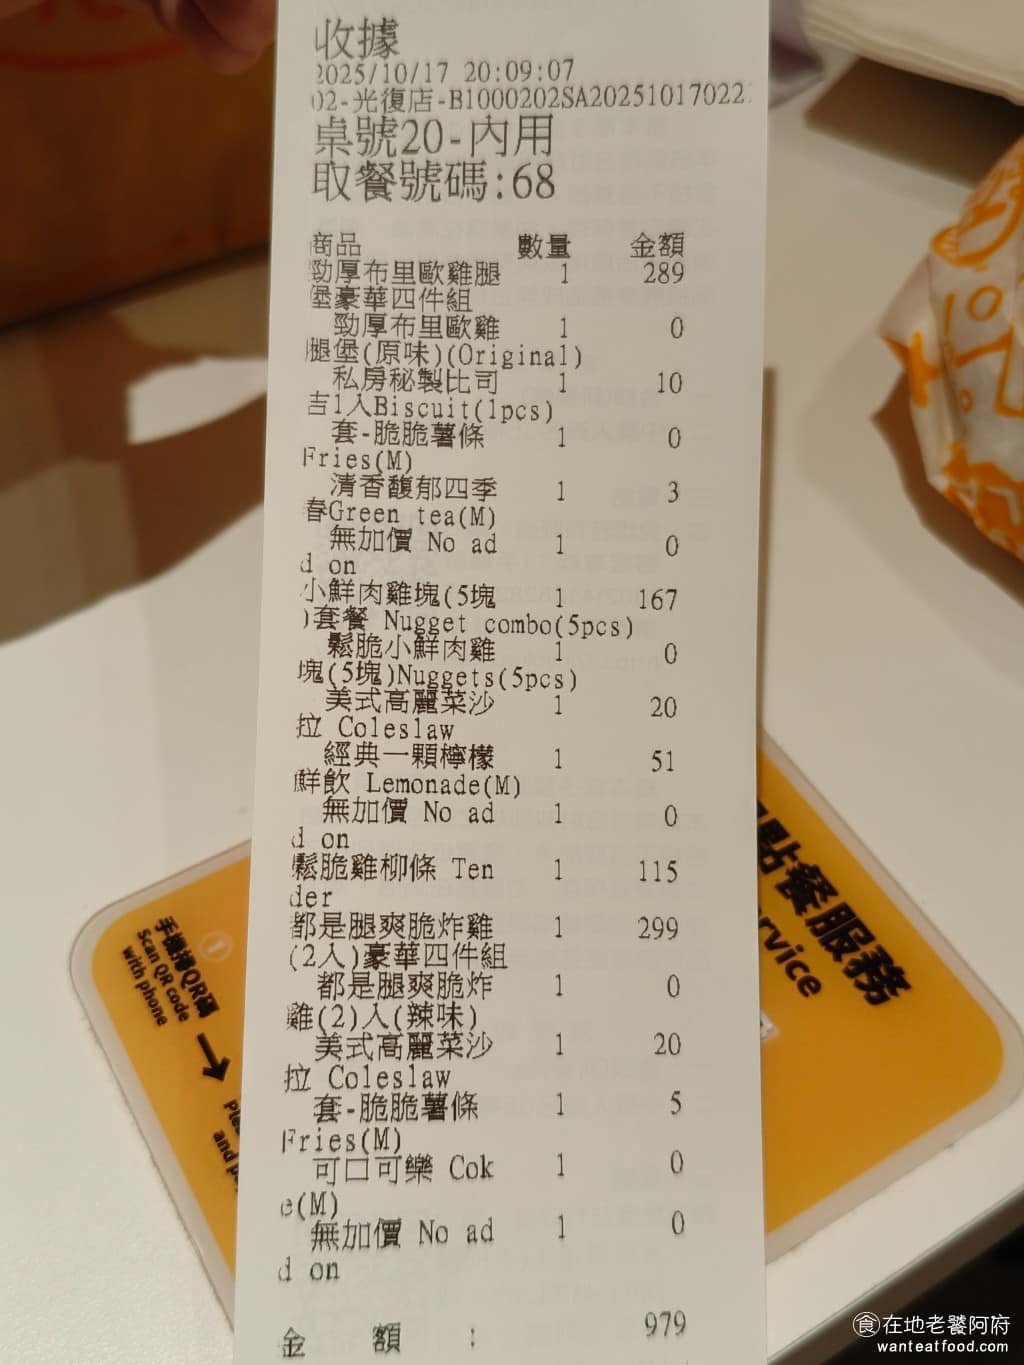 收據
2025/10/17 20:09:07
02-光復店-B1000202SA20251017022
桌號20-內用
取餐號碼:68
商品 數量 金額
勁厚布里歐雞腿 1 289
堡豪華四件組
勁厚布里歐雞 1 0
腿堡(原味)(Original)
私房秘製比司 1 10
吉1入Biscuit(1pcs)
套-脆脆薯條 1 0
Fries(M)
清香馥郁四季 1 3
春Green tea(M)
無加價 No ad 1 0
d on
小鮮肉雞塊(5塊 1 167
)套餐 Nugget combo(5pcs)
鬆脆小鮮肉雞 1 0
塊(5塊)Nuggets(5pcs)
美式高麗菜沙 1 20
拉 Coleslaw
經典一顆檸檬 1 51
鮮飲 Lemonade(M)
無加價 No ad 1 0
d on
鬆脆雞柳條 Ten 1 115
der
都是腿爽脆炸雞 1 299
(2入)豪華四件組
都是腿爽脆炸 1 0
雞(2)入(辣味)
美式高麗菜沙 1 20
拉 Coleslaw
套-脆脆薯條 1 5
Fries(M)
可口可樂 Cok 1 0
e(M)
無加價 No ad 1 0
d on
金 額 : 979
點餐服務
rvice
1
手機掃QR碼
Scan QR code
with phone
and
食在地老饕阿府
wanteatfood.com